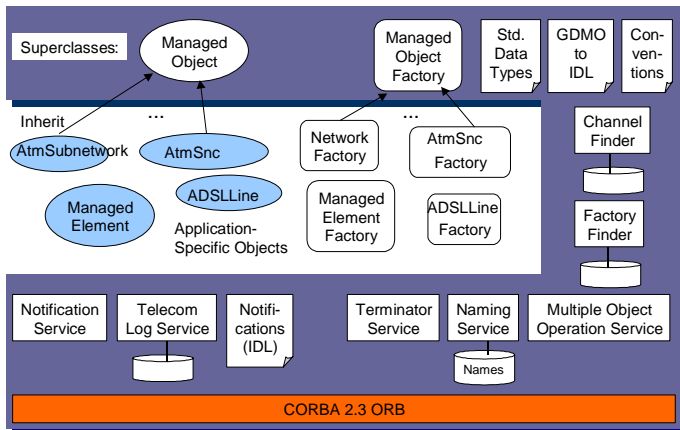 Superclasses:
Managed
Object
Managed
Object
Factory
Std.
Data
Types
GDMO
to
IDL
Con-
ven-
tions
...
...
Inherit
AtmSubnetwork
AtmSnc
Managed
Element
ADSLLine
Application-
Specific Objects
Network
Factory
AtmSnc
Factory
Managed
Element
Factory
ADSLLine
Factory
Channel
Finder
Factory
Finder
Notification
Service
Telecom
Log Service
Notifi-
cations
(IDL)
Terminator
Service
Naming
Service
Names
Multiple Object
Operation Service
CORBA 2.3 ORB